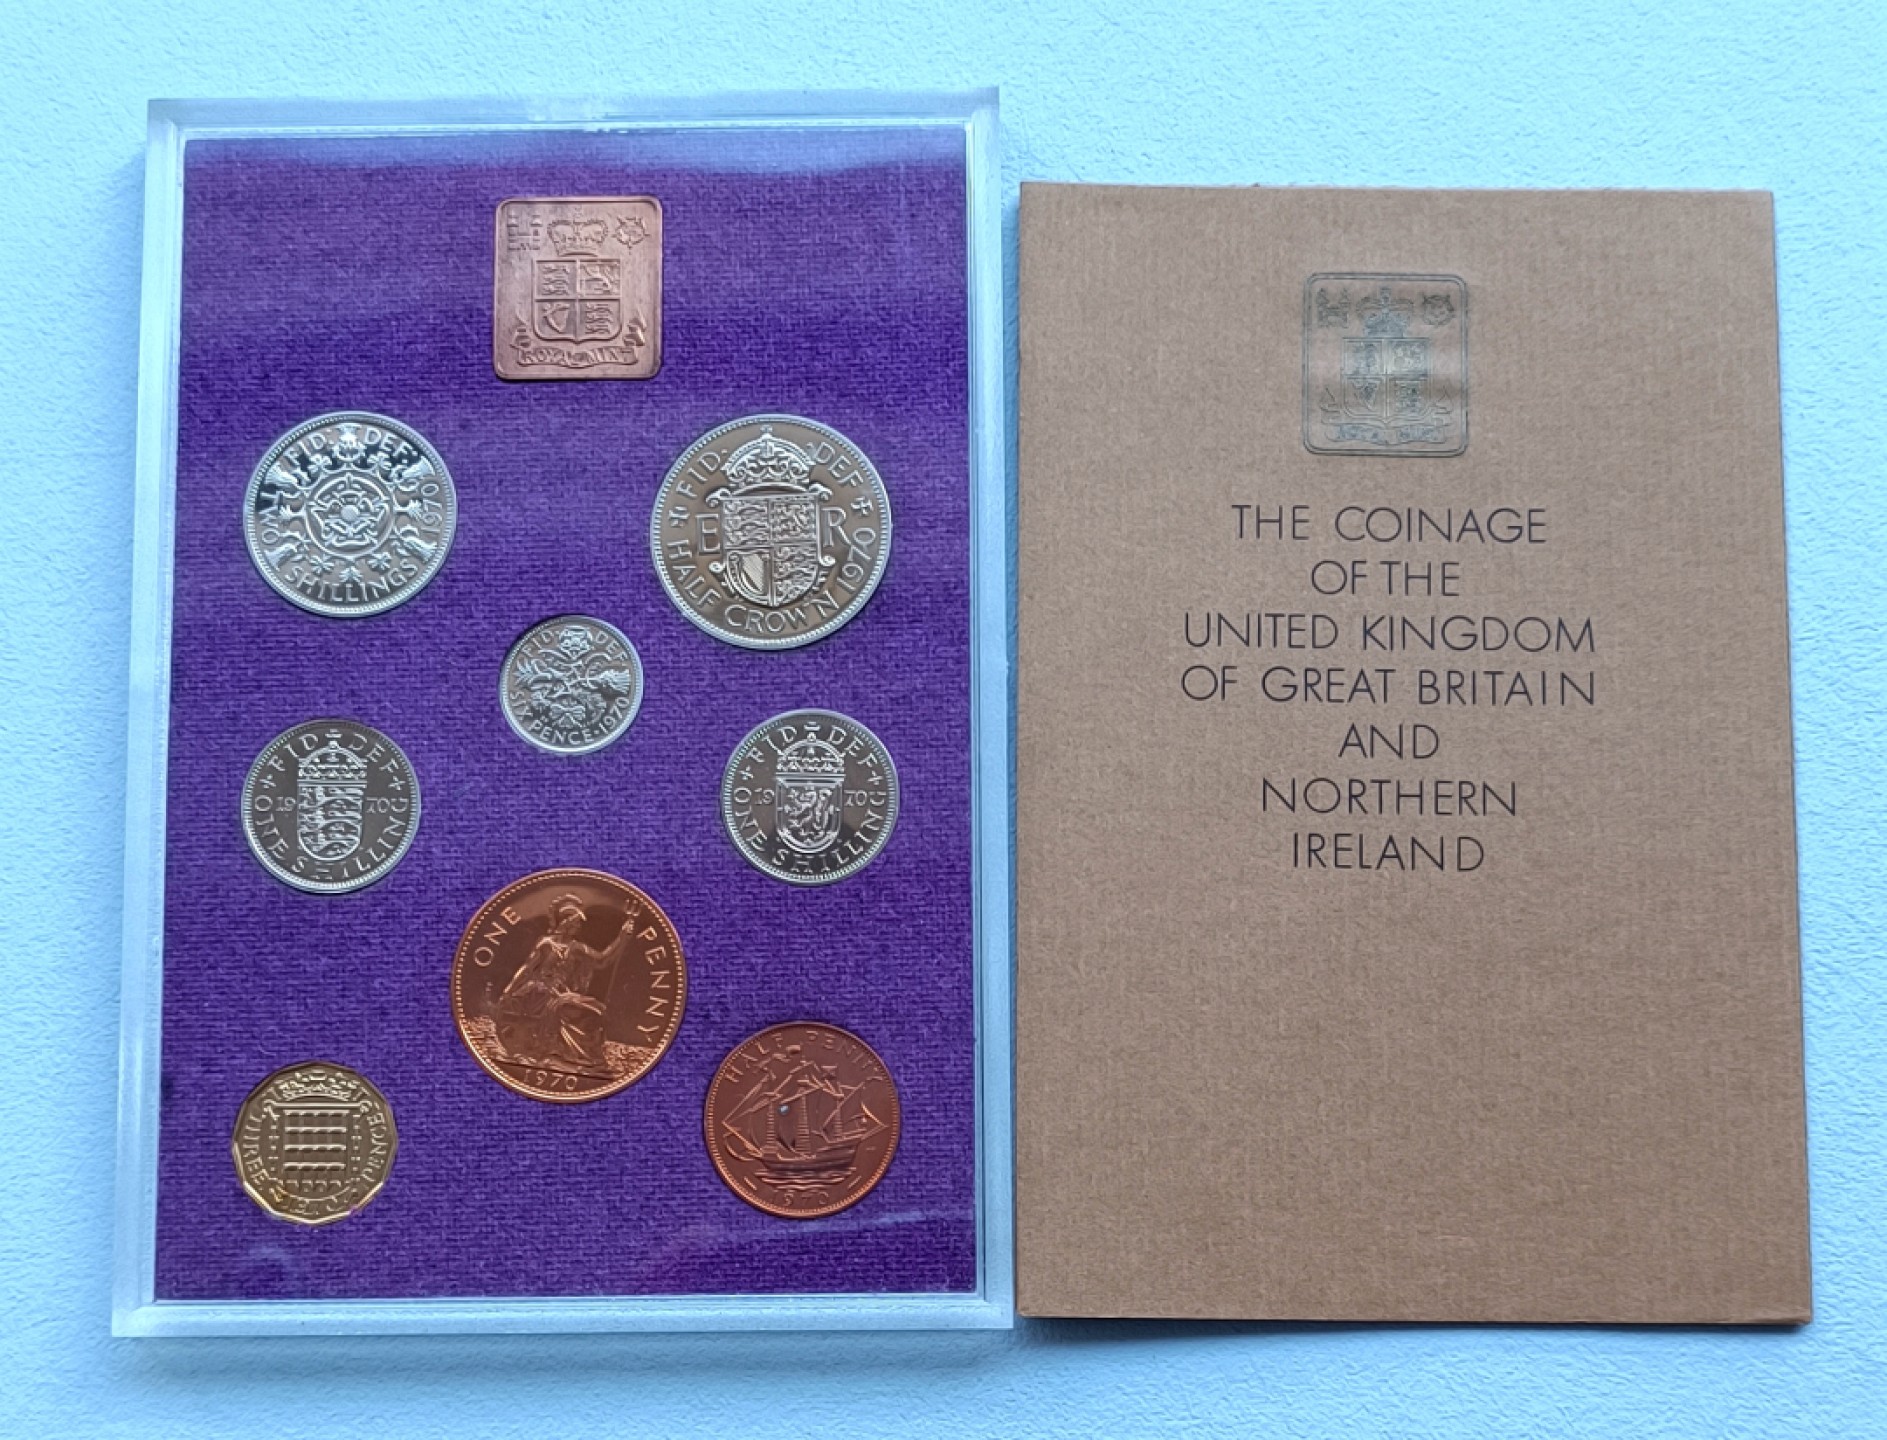 ROYAL MINT
FID· DEF· 1970
TWO SHILLINGS
FID· DEF 1970
E R
HALF CROWN
FID· DEF·
SIXPENCE·1970
FID DEF
19 70
ONE SHILLING
FID DEF
19 70
ONE SHILLING
ONE PENNY
1970
THREE PENCE
1970
HALF PENNY
1970
THE COINAGE
OF THE
UNITED KINGDOM
OF GREAT BRITAIN
AND
NORTHERN
IRELAND